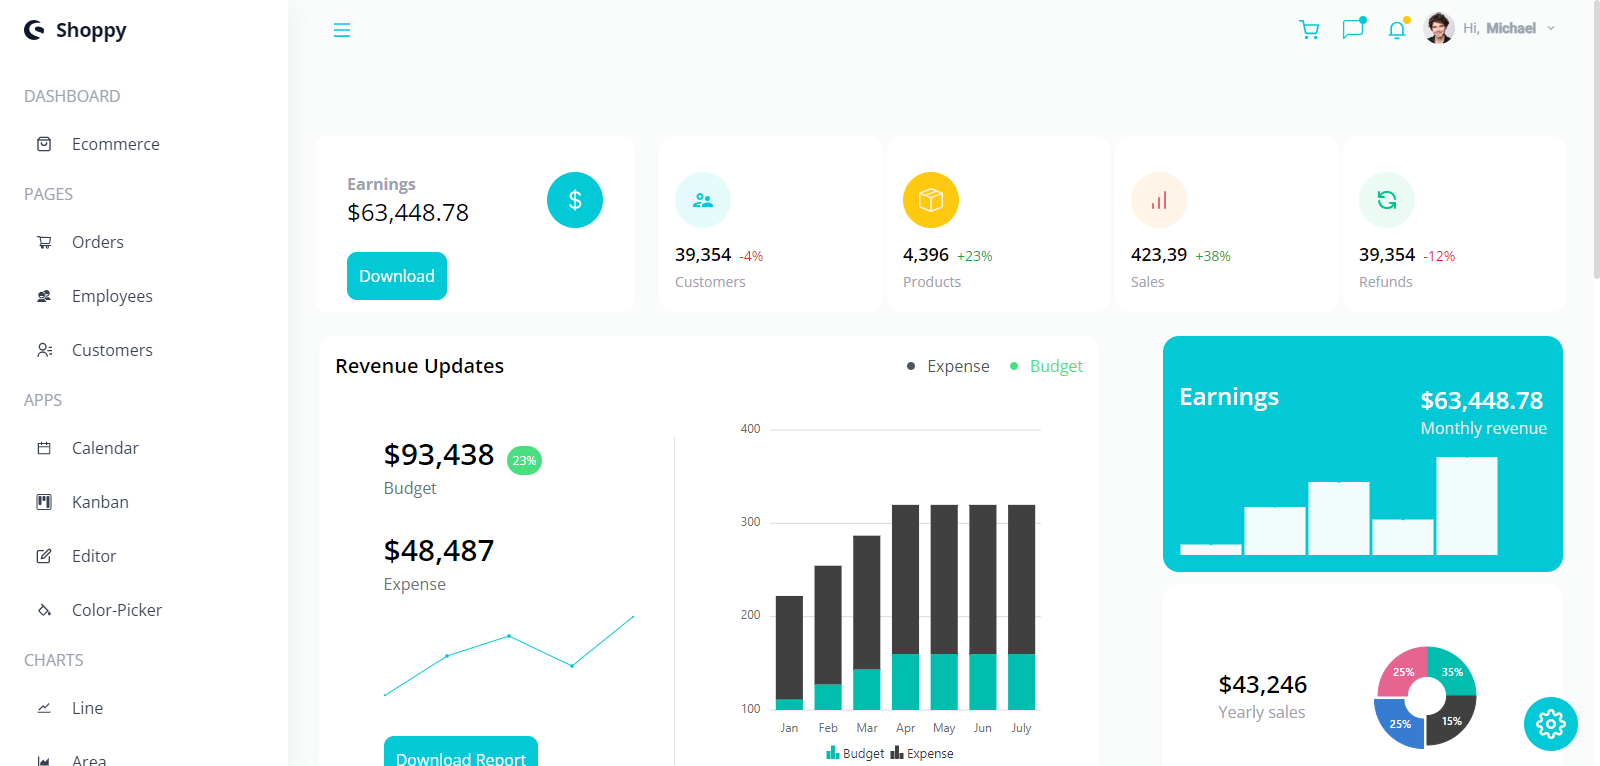 Shoppy
Hi, Michael
DASHBOARD
Ecommerce
PAGES
Orders
Employees
Customers
APPS
Calendar
Kanban
Editor
Color-Picker
CHARTS
Line
Area
Earnings
$63,448.78
$
Download
39,354 -4%
Customers
4,396 +23%
Products
423,39 +38%
Sales
39,354 -12%
Refunds
Revenue Updates
Expense
Budget
$93,438 23%
Budget
$48,487
Expense
Download Report
400
300
200
100
Jan Feb Mar Apr May Jun July
Budget Expense
Earnings
$63,448.78
Monthly revenue
$43,246
Yearly sales
25% 35%
25% 15%